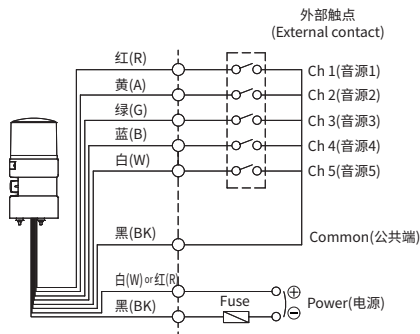 外部触点
(External contact)
红(R)
Ch 1(音源1)
黄(A)
Ch 2(音源2)
绿(G)
Ch 3(音源3)
蓝(B)
Ch 4(音源4)
白(W)
Ch 5(音源5)
黑(BK)
Common(公共端)
白(W) or 红(R)
Fuse
⊕
Power(电源)
黑(BK)
⊖